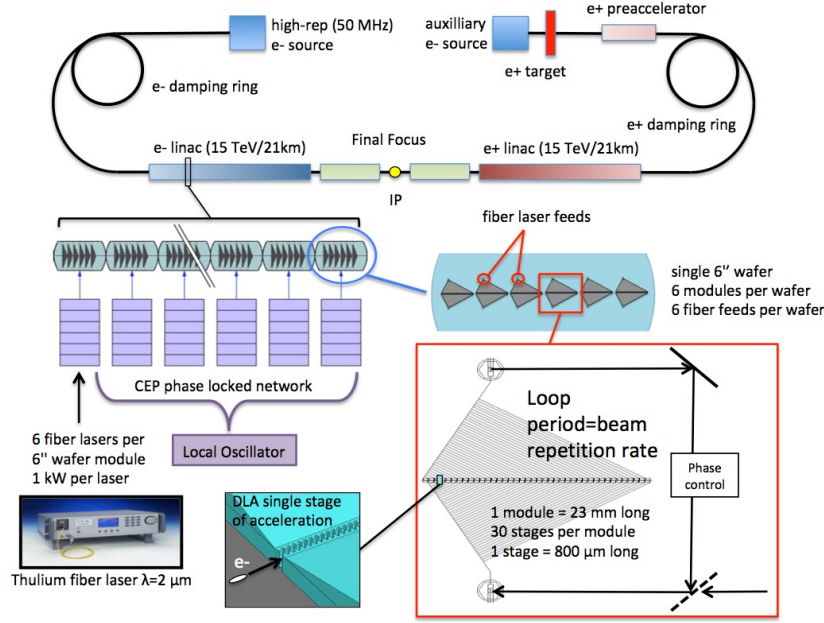 high-rep (50 MHz)
e- source
auxilliary
e- source
e+ preaccelerator
e+ target
e- damping ring
e+ damping ring
e- linac (15 TeV/21km)
Final Focus
e+ linac (15 TeV/21km)
IP
fiber laser feeds
single 6” wafer
6 modules per wafer
6 fiber feeds per wafer
CEP phase locked network
Local Oscillator
6 fiber lasers per
6" wafer module
1 kW per laser
Thulium fiber laser λ=2 μm
DLA single stage
of acceleration
e-
Loop
period=beam
repetition rate
Phase
control
1 module = 23 mm long
30 stages per module
1 stage = 800 μm long